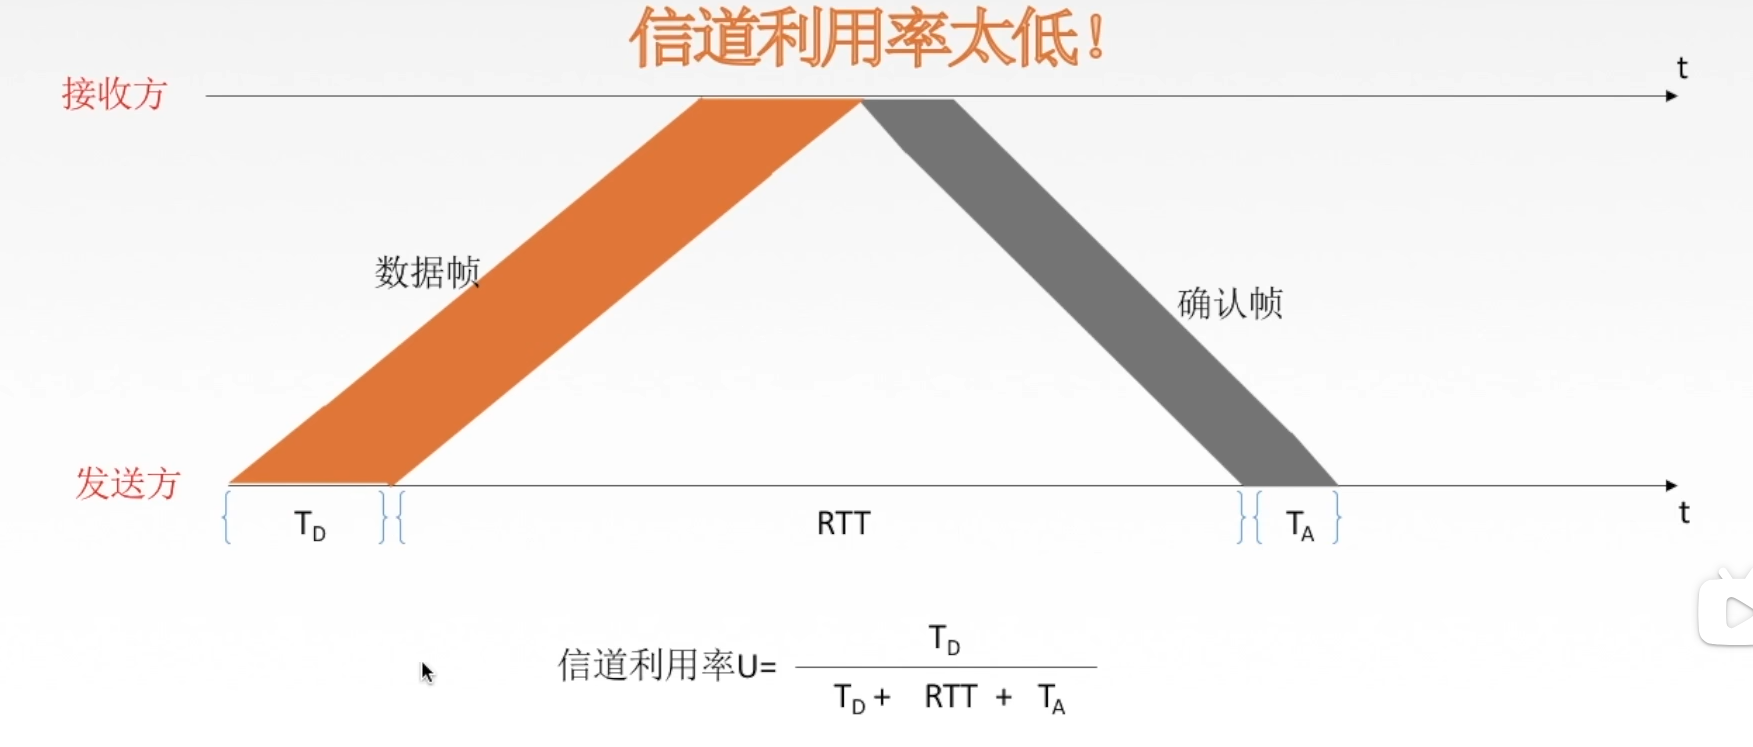 信道利用率太低！
t
接收方
数据帧
确认帧
发送方
t
T_D RTT T_A
信道利用率U=
T_D
T_D + RTT + T_A